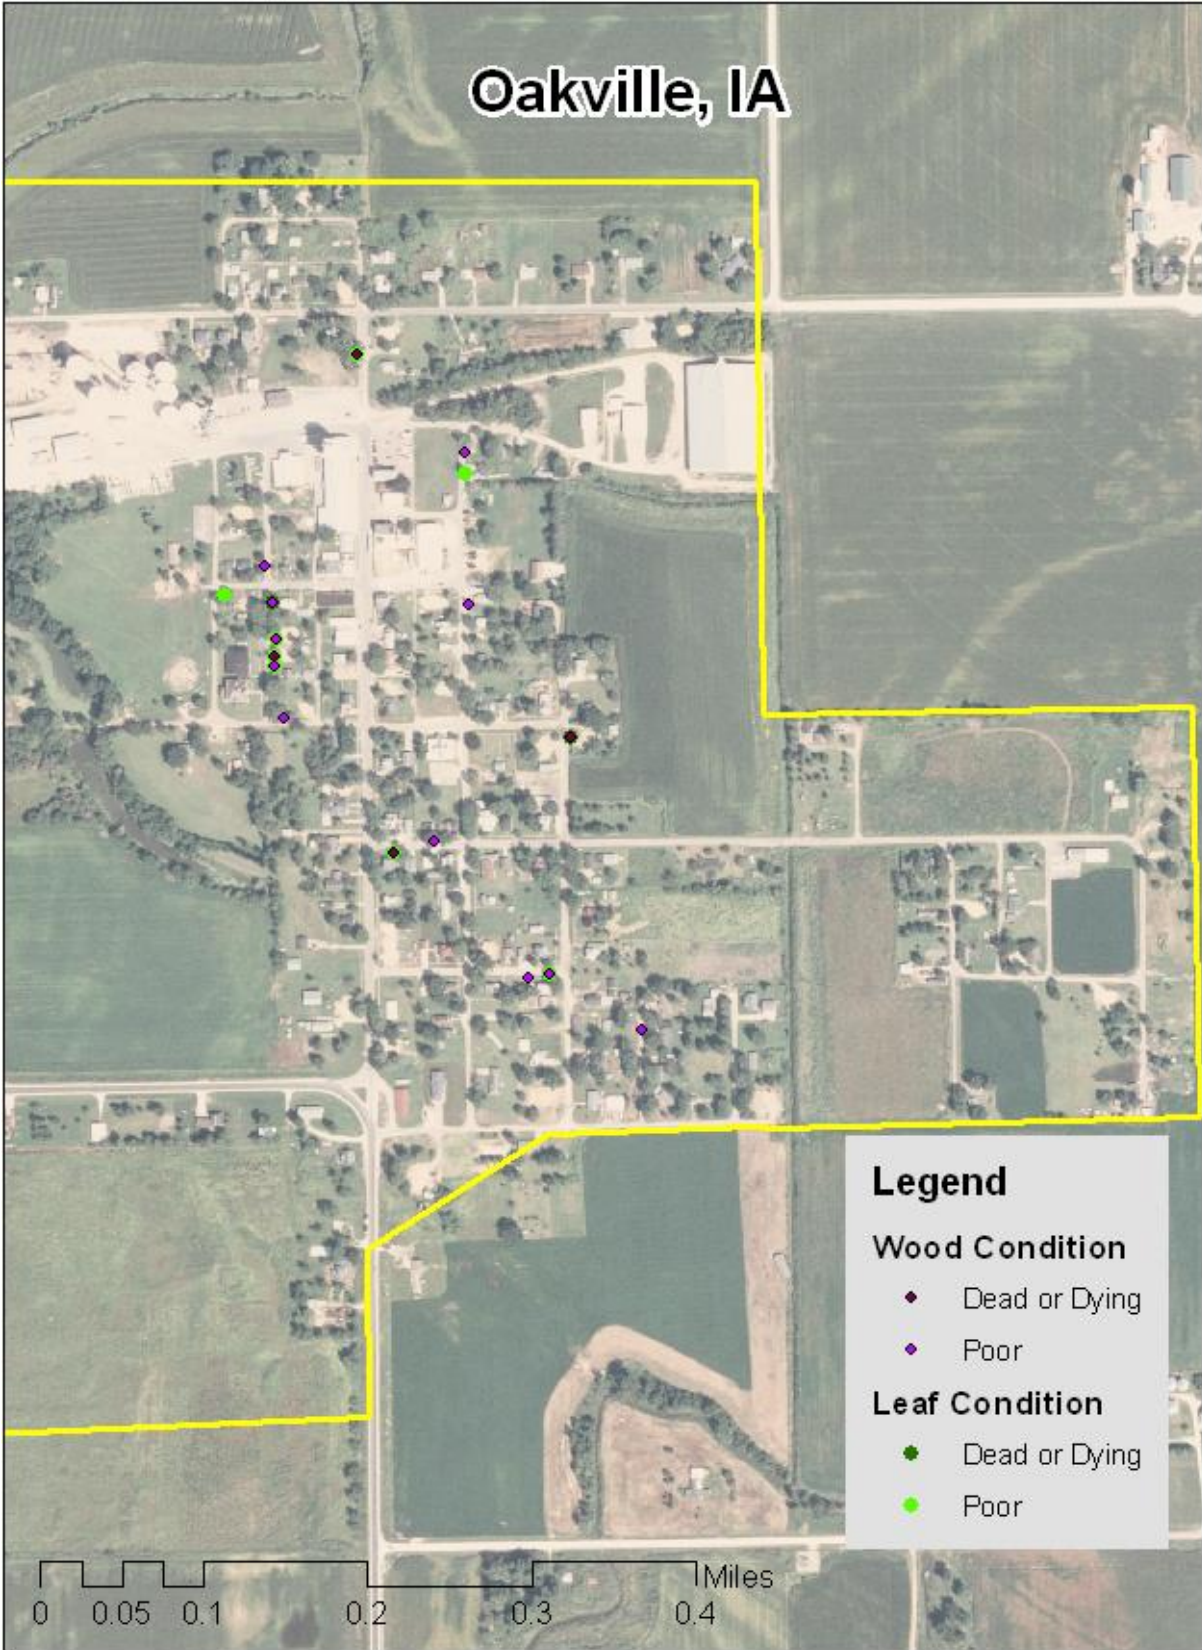 Oakville, IA
Legend
Wood Condition
Dead or Dying
Poor
Leaf Condition
Dead or Dying
Poor
Miles
0 0.05 0.1 0.2 0.3 0.4